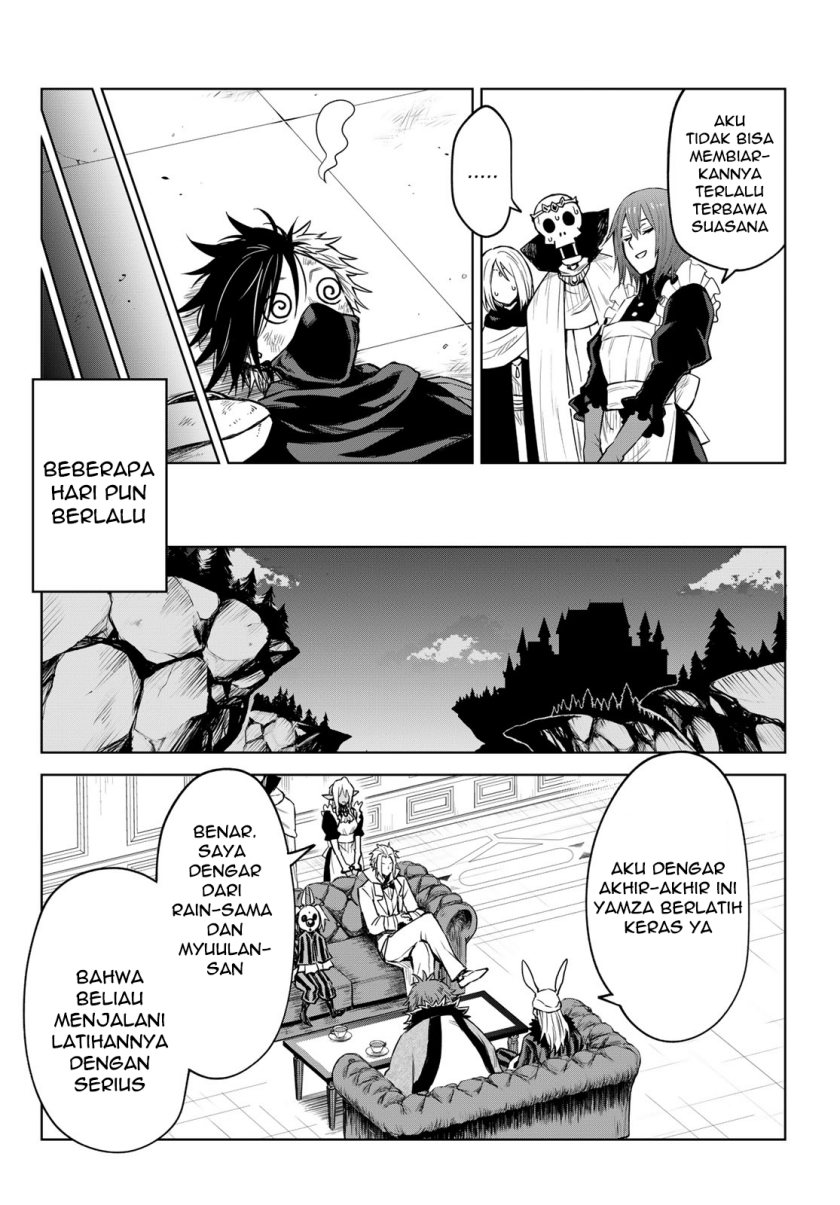 AKU
TIDAK BISA
MEMBIAR-
KANNYA
TERLALU
TERBAWA
SUASANA
.....
BEBERAPA
HARI PUN
BERLALU
AKU DENGAR
AKHIR-AKHIR INI
YAMZA BERLATIH
KERAS YA
BENAR.
SAYA
DENGAR
DARI
RAIN-SAMA
DAN
MYUULAN-
SAN
BAHWA
BELIAU
MENJALANI
LATIHANNYA
DENGAN
SERIUS